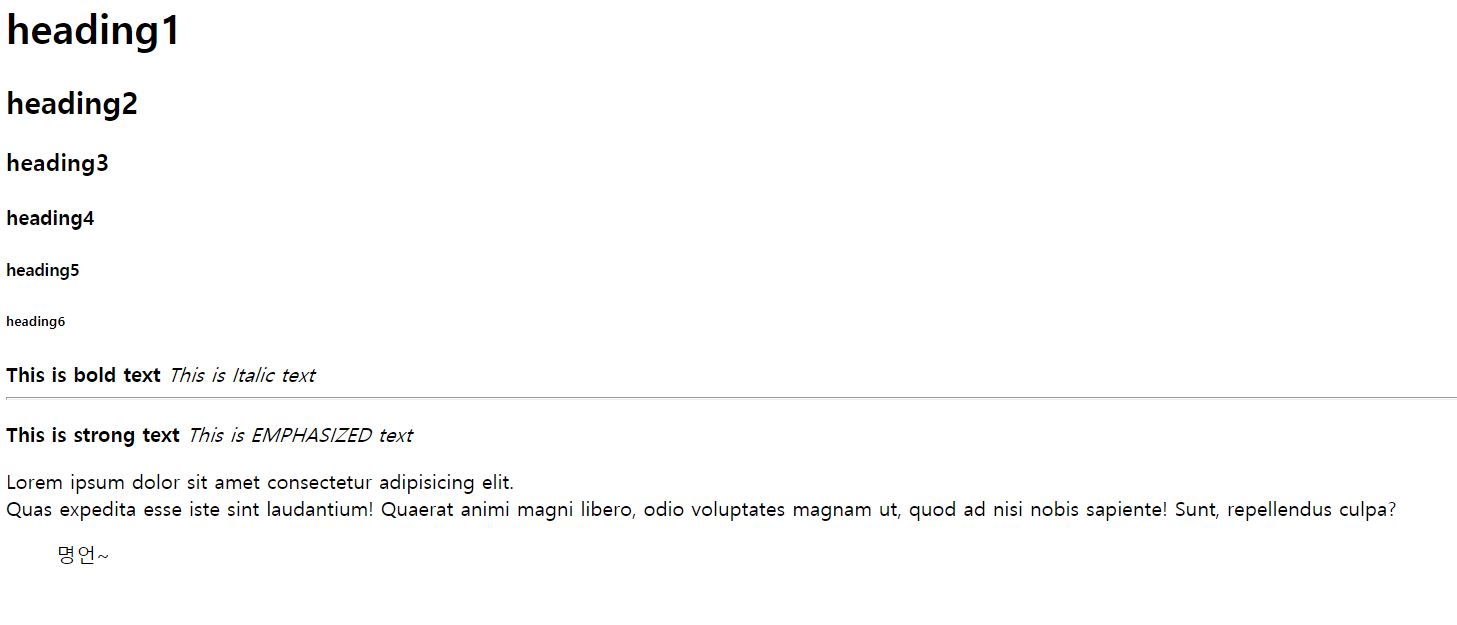 heading1
heading2
heading3
heading4
heading5
heading6
This is bold text This is Italic text
This is strong text This is EMPHASIZED text
Lorem ipsum dolor sit amet consectetur adipisicing elit.
Quas expedita esse iste sint laudantium! Quaerat animi magni libero, odio voluptates magnam ut, quod ad nisi nobis sapiente! Sunt, repellendus culpa?
명언~